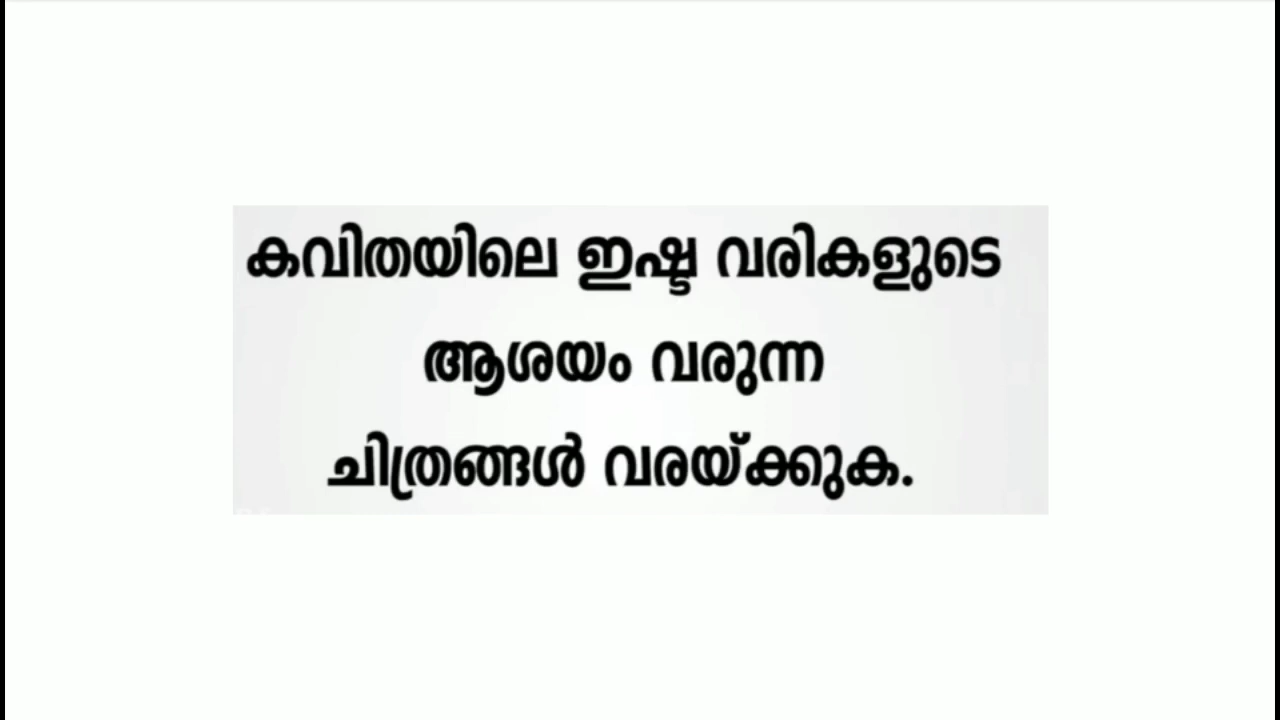 കവിതയിലെ ഇഷ്ട വരികളുടെ
ആശയം വരുന്ന
ചിത്രങ്ങൾ വരയ്ക്കുക.